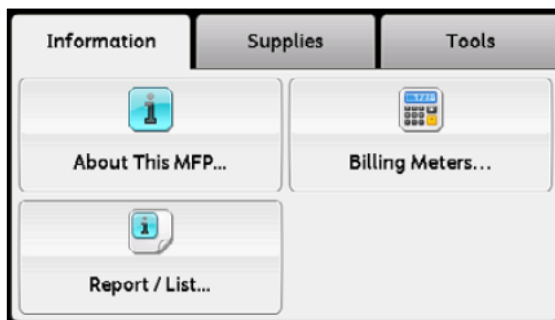 Information
Supplies
Tools
About This MFP...
Billing Meters...
Report / List...